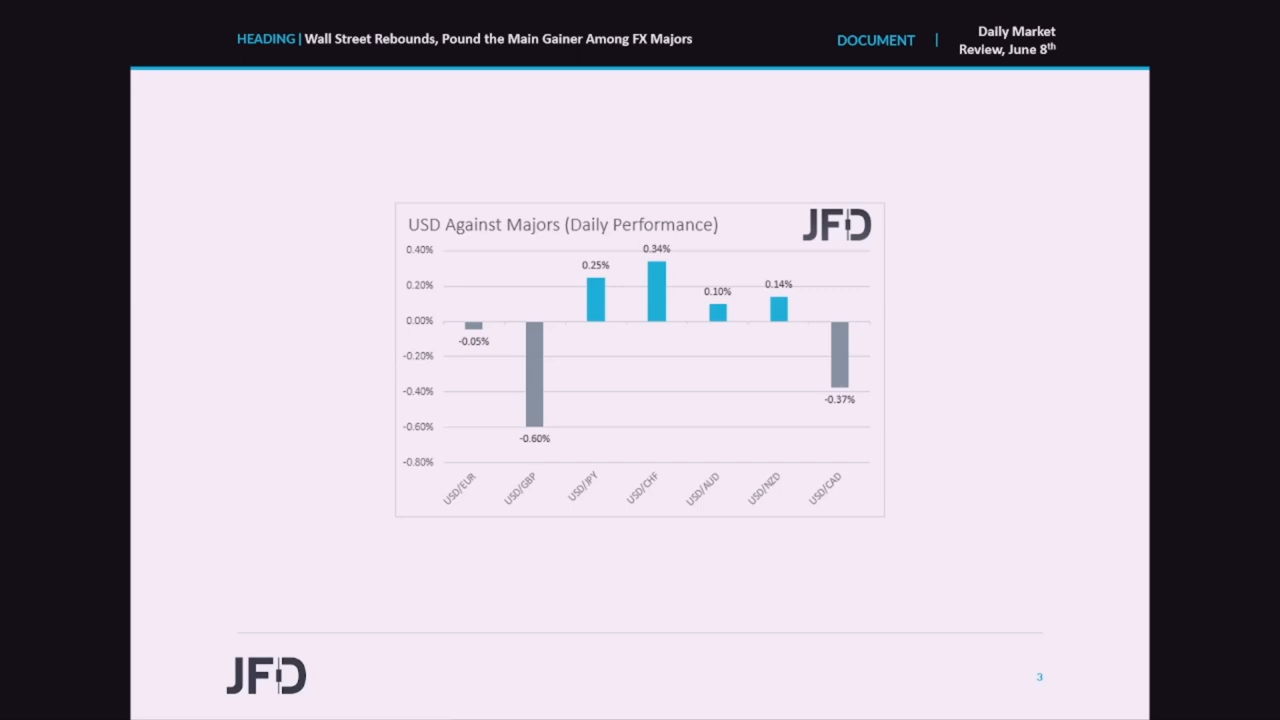 HEADING | Wall Street Rebounds, Pound the Main Gainer Among FX Majors
DOCUMENT | Daily Market
Review, June 8th
USD Against Majors (Daily Performance)
JFD
0.40%
0.20%
0.00%
-0.20%
-0.40%
-0.60%
-0.80%
-0.05%
-0.60%
0.25%
0.34%
0.10%
0.14%
-0.37%
USD/EUR
USD/GBP
USD/JPY
USD/CHF
USD/AUD
USD/NZD
USD/CAD
JFD
3